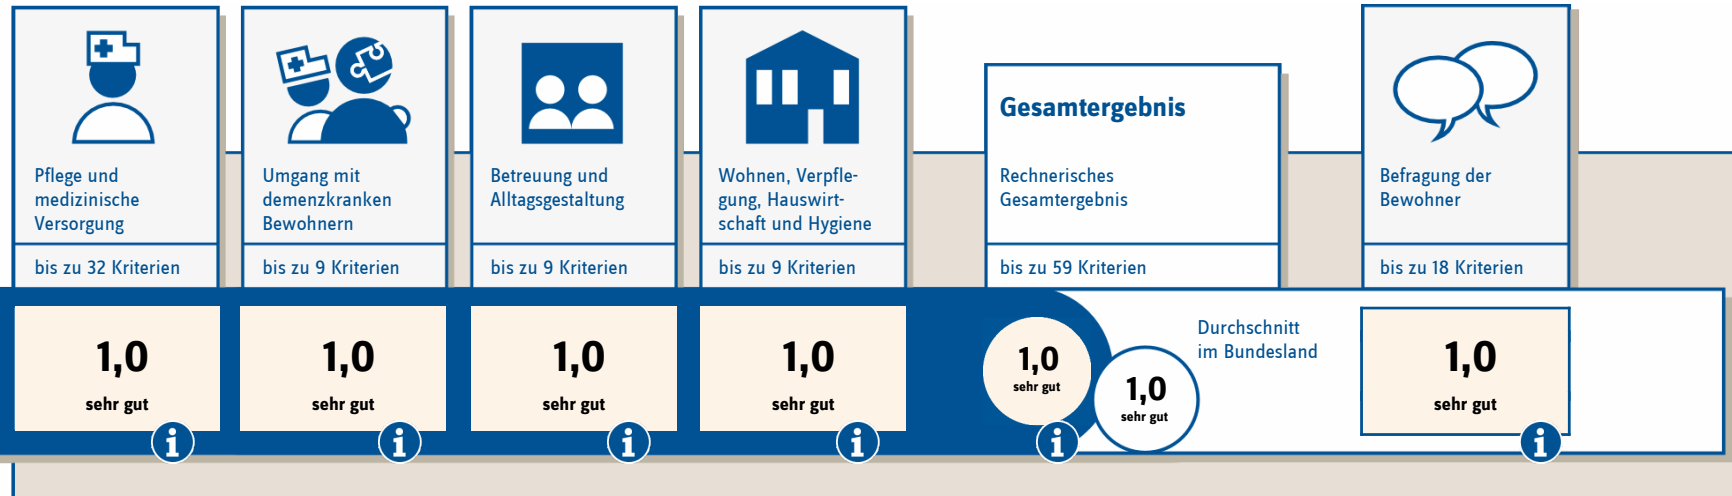 Pflege und
medizinische
Versorgung
bis zu 32 Kriterien
1,0
sehr gut
i
Umgang mit
demenzkranken
Bewohnern
bis zu 9 Kriterien
1,0
sehr gut
i
Betreuung und
Alltagsgestaltung
bis zu 9 Kriterien
1,0
sehr gut
i
Wohnen, Verpfle-
gung, Hauswirt-
schaft und Hygiene
bis zu 9 Kriterien
1,0
sehr gut
i
Gesamtergebnis
Rechnerisches
Gesamtergebnis
bis zu 59 Kriterien
1,0
sehr gut
i
Durchschnitt
im Bundesland
1,0
sehr gut
Befragung der
Bewohner
bis zu 18 Kriterien
1,0
sehr gut
i